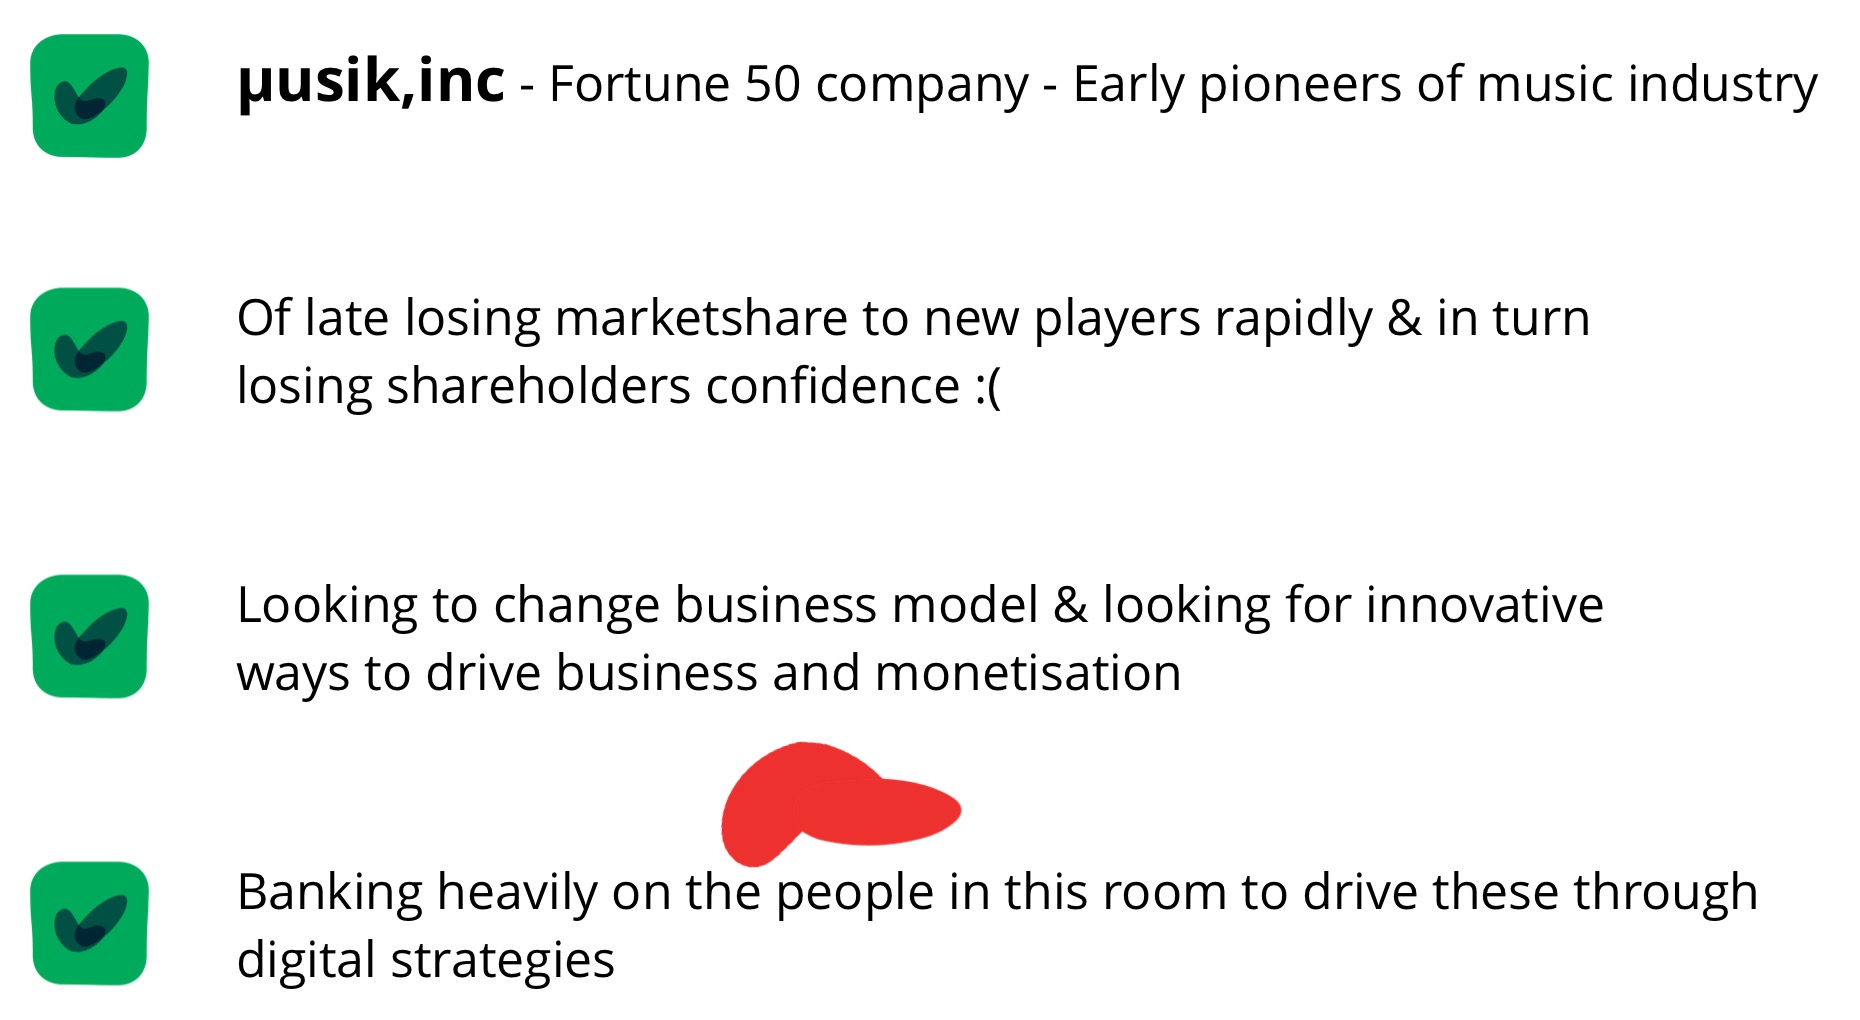 µusik,inc - Fortune 50 company - Early pioneers of music industry
Of late losing marketshare to new players rapidly & in turn
losing shareholders confidence :(
Looking to change business model & looking for innovative
ways to drive business and monetisation
Banking heavily on the people in this room to drive these through
digital strategies